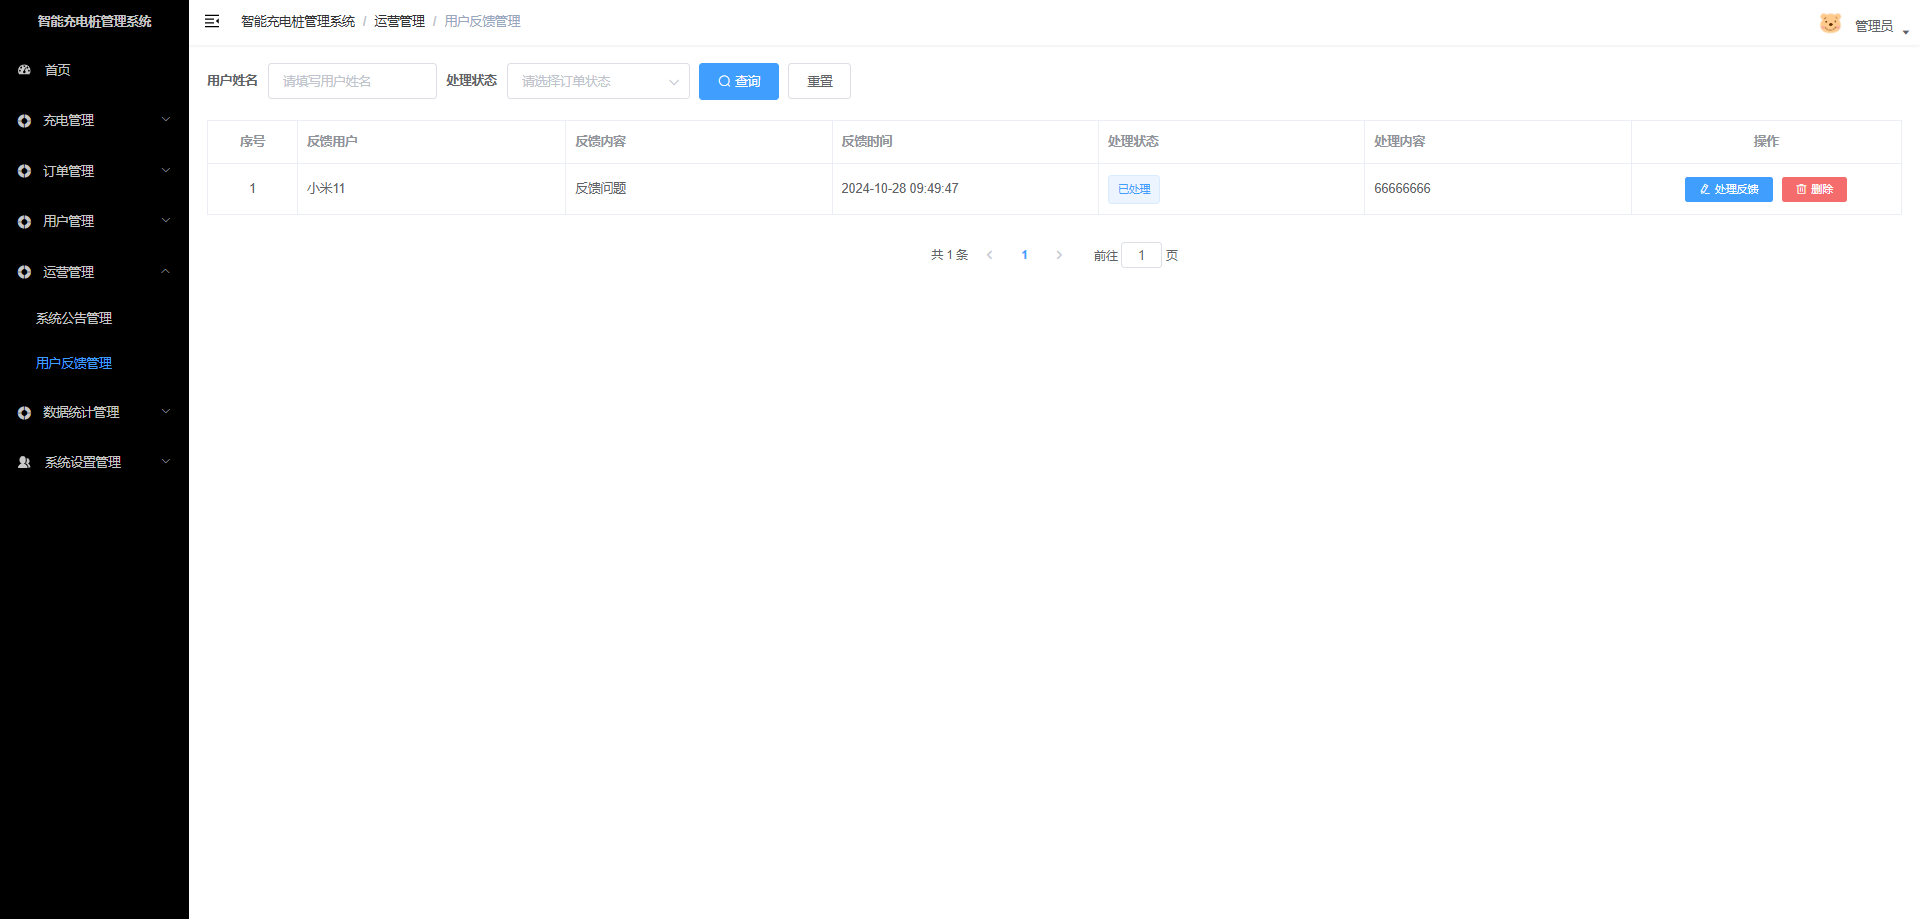 智能充电桩管理系统
首页
充电管理
订单管理
用户管理
运营管理
系统公告管理
用户反馈管理
数据统计管理
系统设置管理
智能充电桩管理系统 / 运营管理 / 用户反馈管理
管理员
用户姓名 请填写用户姓名 处理状态 请选择订单状态 查询 重置
序号 反馈用户 反馈内容 反馈时间 处理状态 处理内容 操作
1 小米11 反馈问题 2024-10-28 09:49:47 已处理 66666666 处理反馈 删除
共 1 条 1 前往 1 页